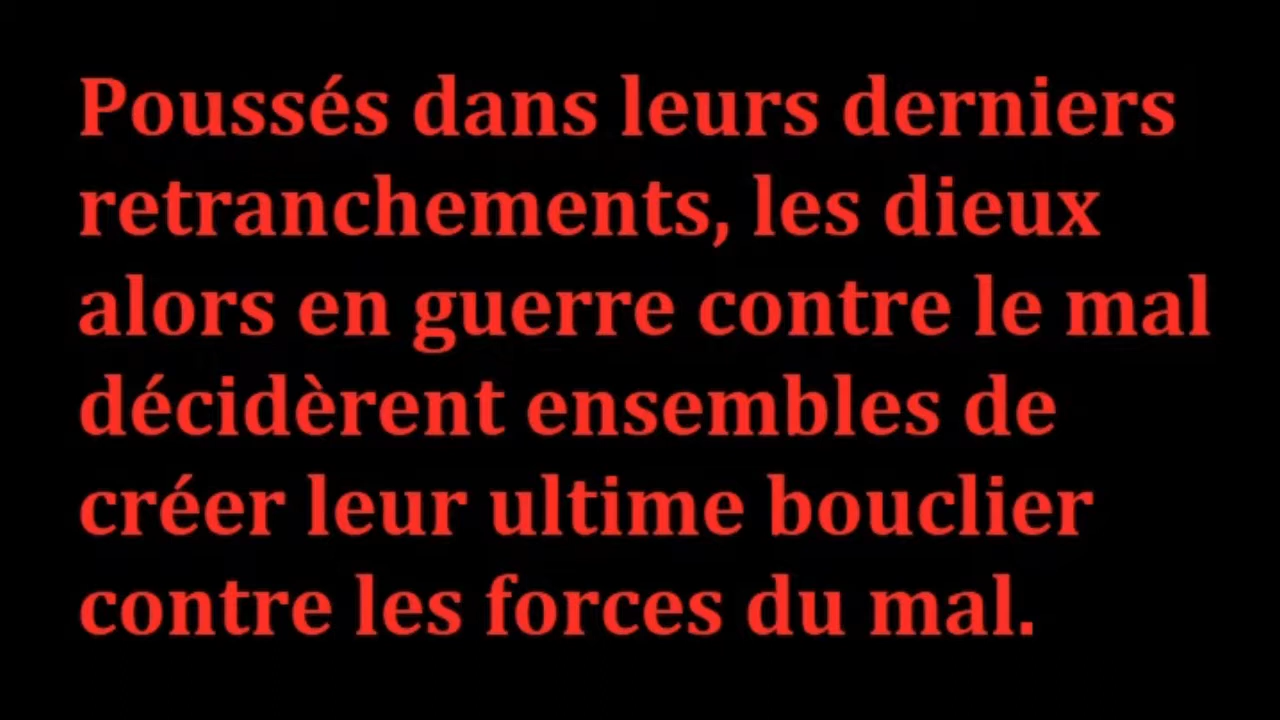 Poussés dans leurs derniers
retranchements, les dieux
alors en guerre contre le mal
décidèrent ensembles de
créer leur ultime bouclier
contre les forces du mal.